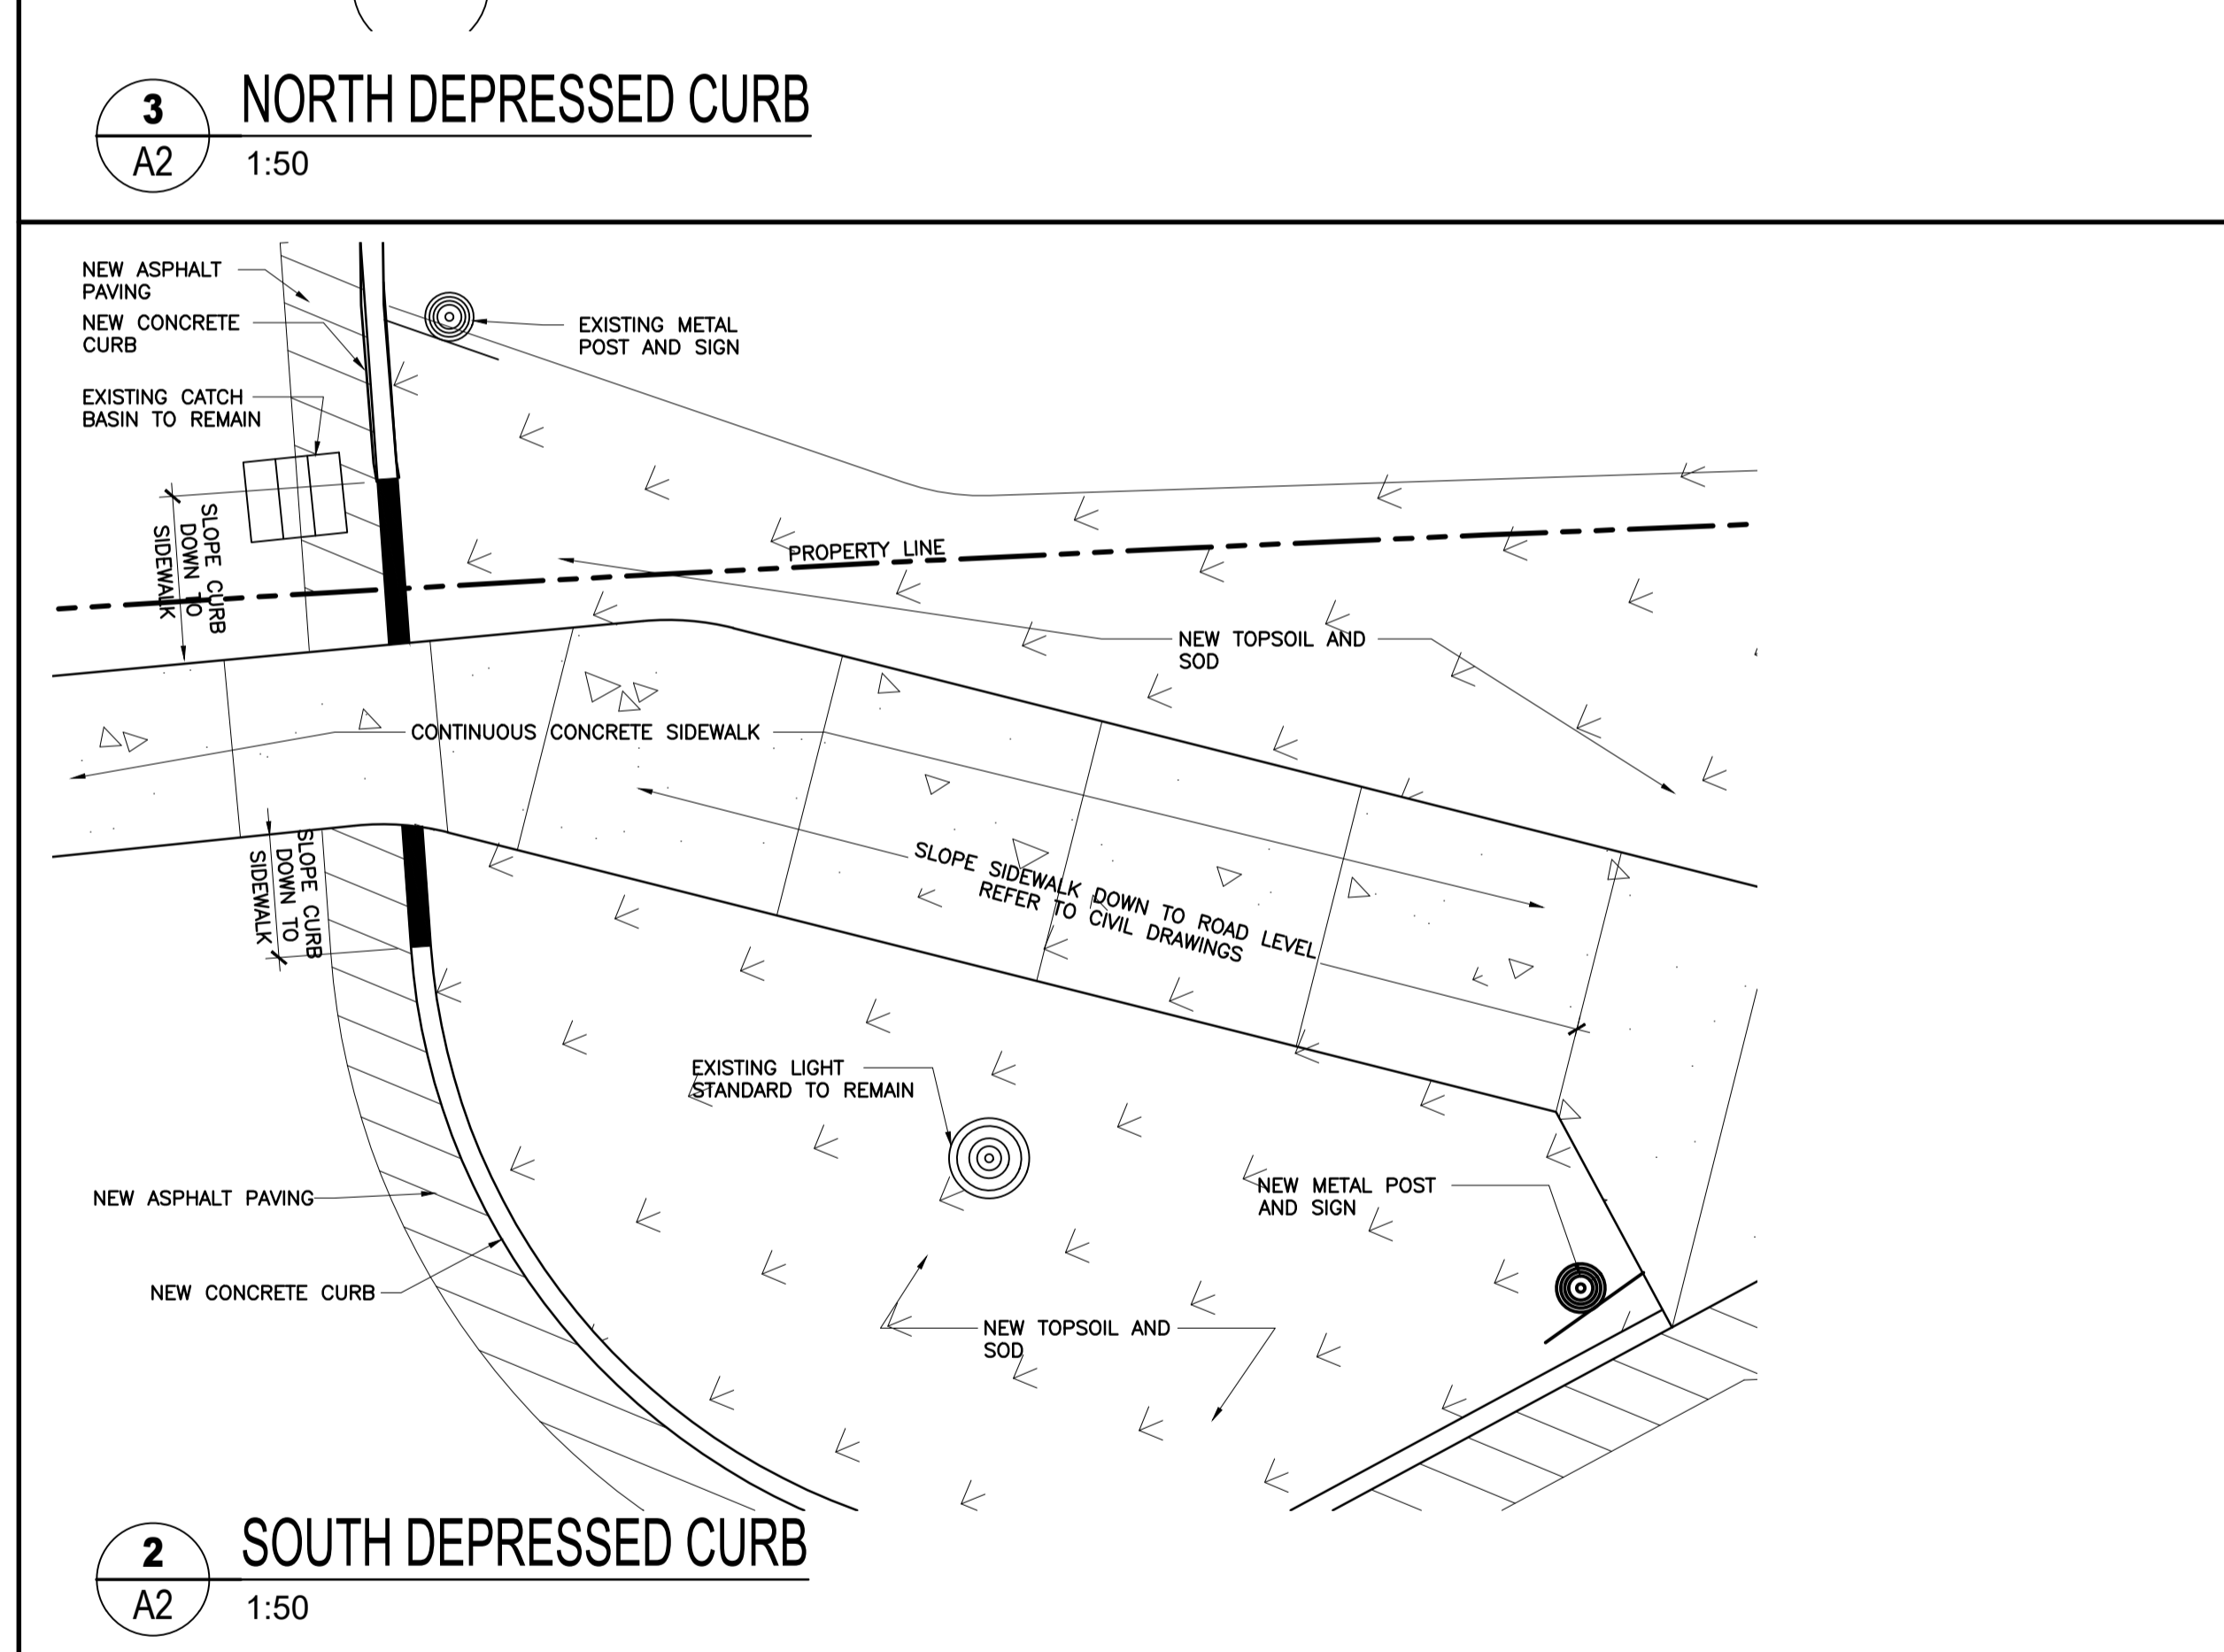 3
NORTH DEPRESSED CURB
A2
1:50
NEW ASPHALT
PAVING
NEW CONCRETE
CURB
EXISTING METAL
POST AND SIGN
EXISTING CATCH
BASIN TO REMAIN
SLOPE CURB
DOWN TO
SIDEWALK
PROPERTY LINE
NEW TOPSOIL AND
SOD
CONTINUOUS CONCRETE SIDEWALK
SLOPE CURB
DOWN TO
SIDEWALK
SLOPE SIDEWALK DOWN TO ROAD LEVEL
REFER TO CIVIL DRAWINGS
EXISTING LIGHT
STANDARD TO REMAIN
NEW ASPHALT PAVING
NEW METAL POST
AND SIGN
NEW CONCRETE CURB
NEW TOPSOIL AND
SOD
2
SOUTH DEPRESSED CURB
A2
1:50